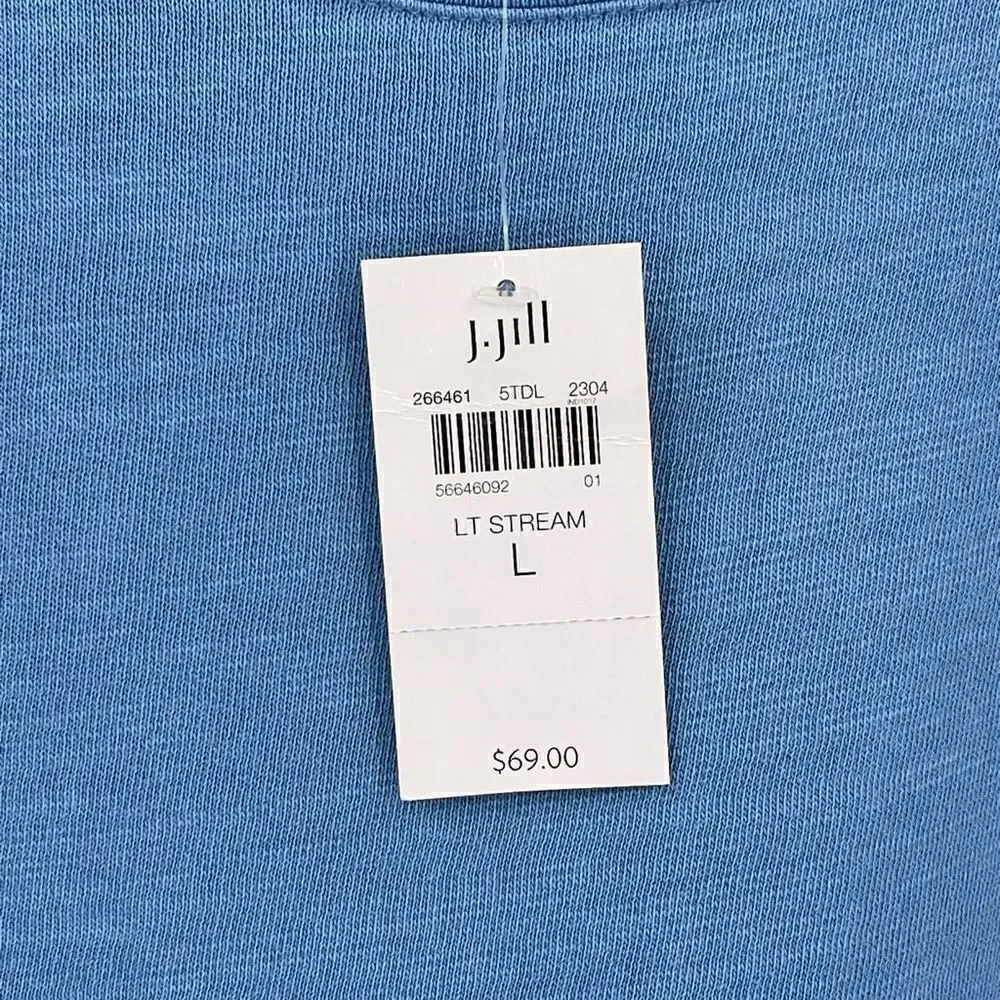 J.Jill
266461 5TDL 2304
56646092 01
LT STREAM
L
$69.00